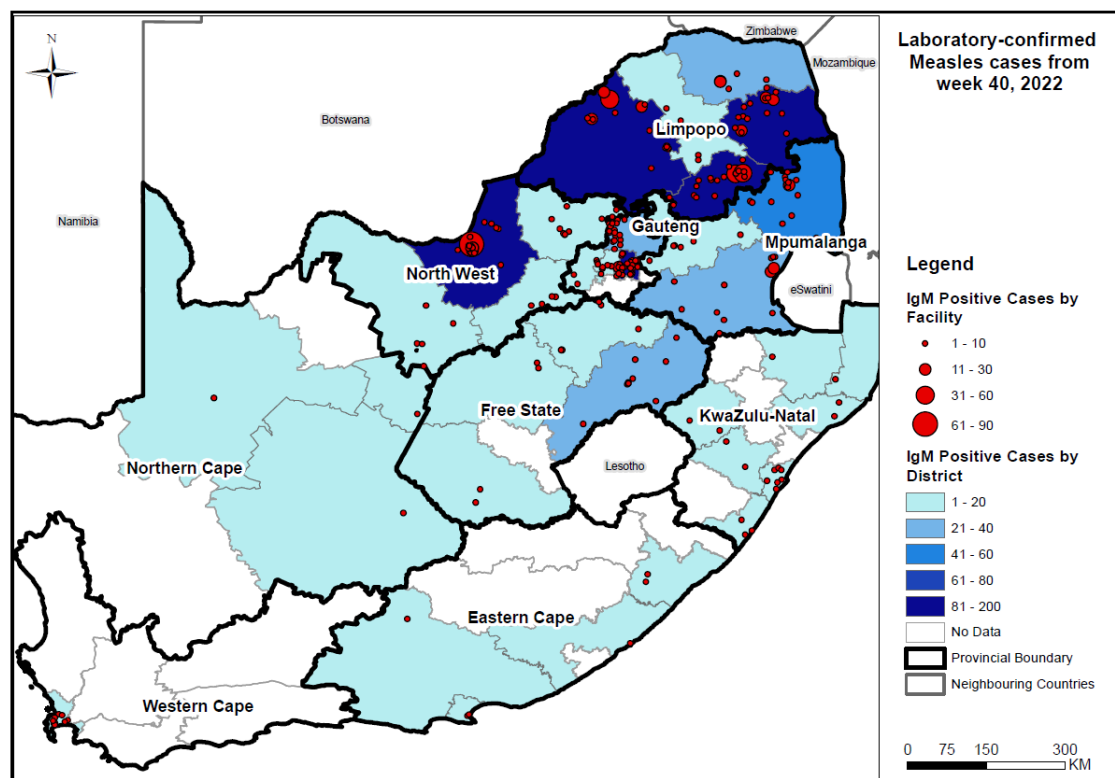 N
Zimbabwe
Mozambique
Botswana
Limpopo
Namibia
Gauteng
Mpumalanga
North West
eSwatini
Free State
KwaZulu-Natal
Northern Cape
Lesotho
Eastern Cape
Western Cape
Laboratory-confirmed
Measles cases from
week 40, 2022
Legend
IgM Positive Cases by
Facility
1 - 10
11 - 30
31 - 60
61 - 90
IgM Positive Cases by
District
1 - 20
21 - 40
41 - 60
61 - 80
81 - 200
No Data
Provincial Boundary
Neighbouring Countries
0 75 150 300
KM